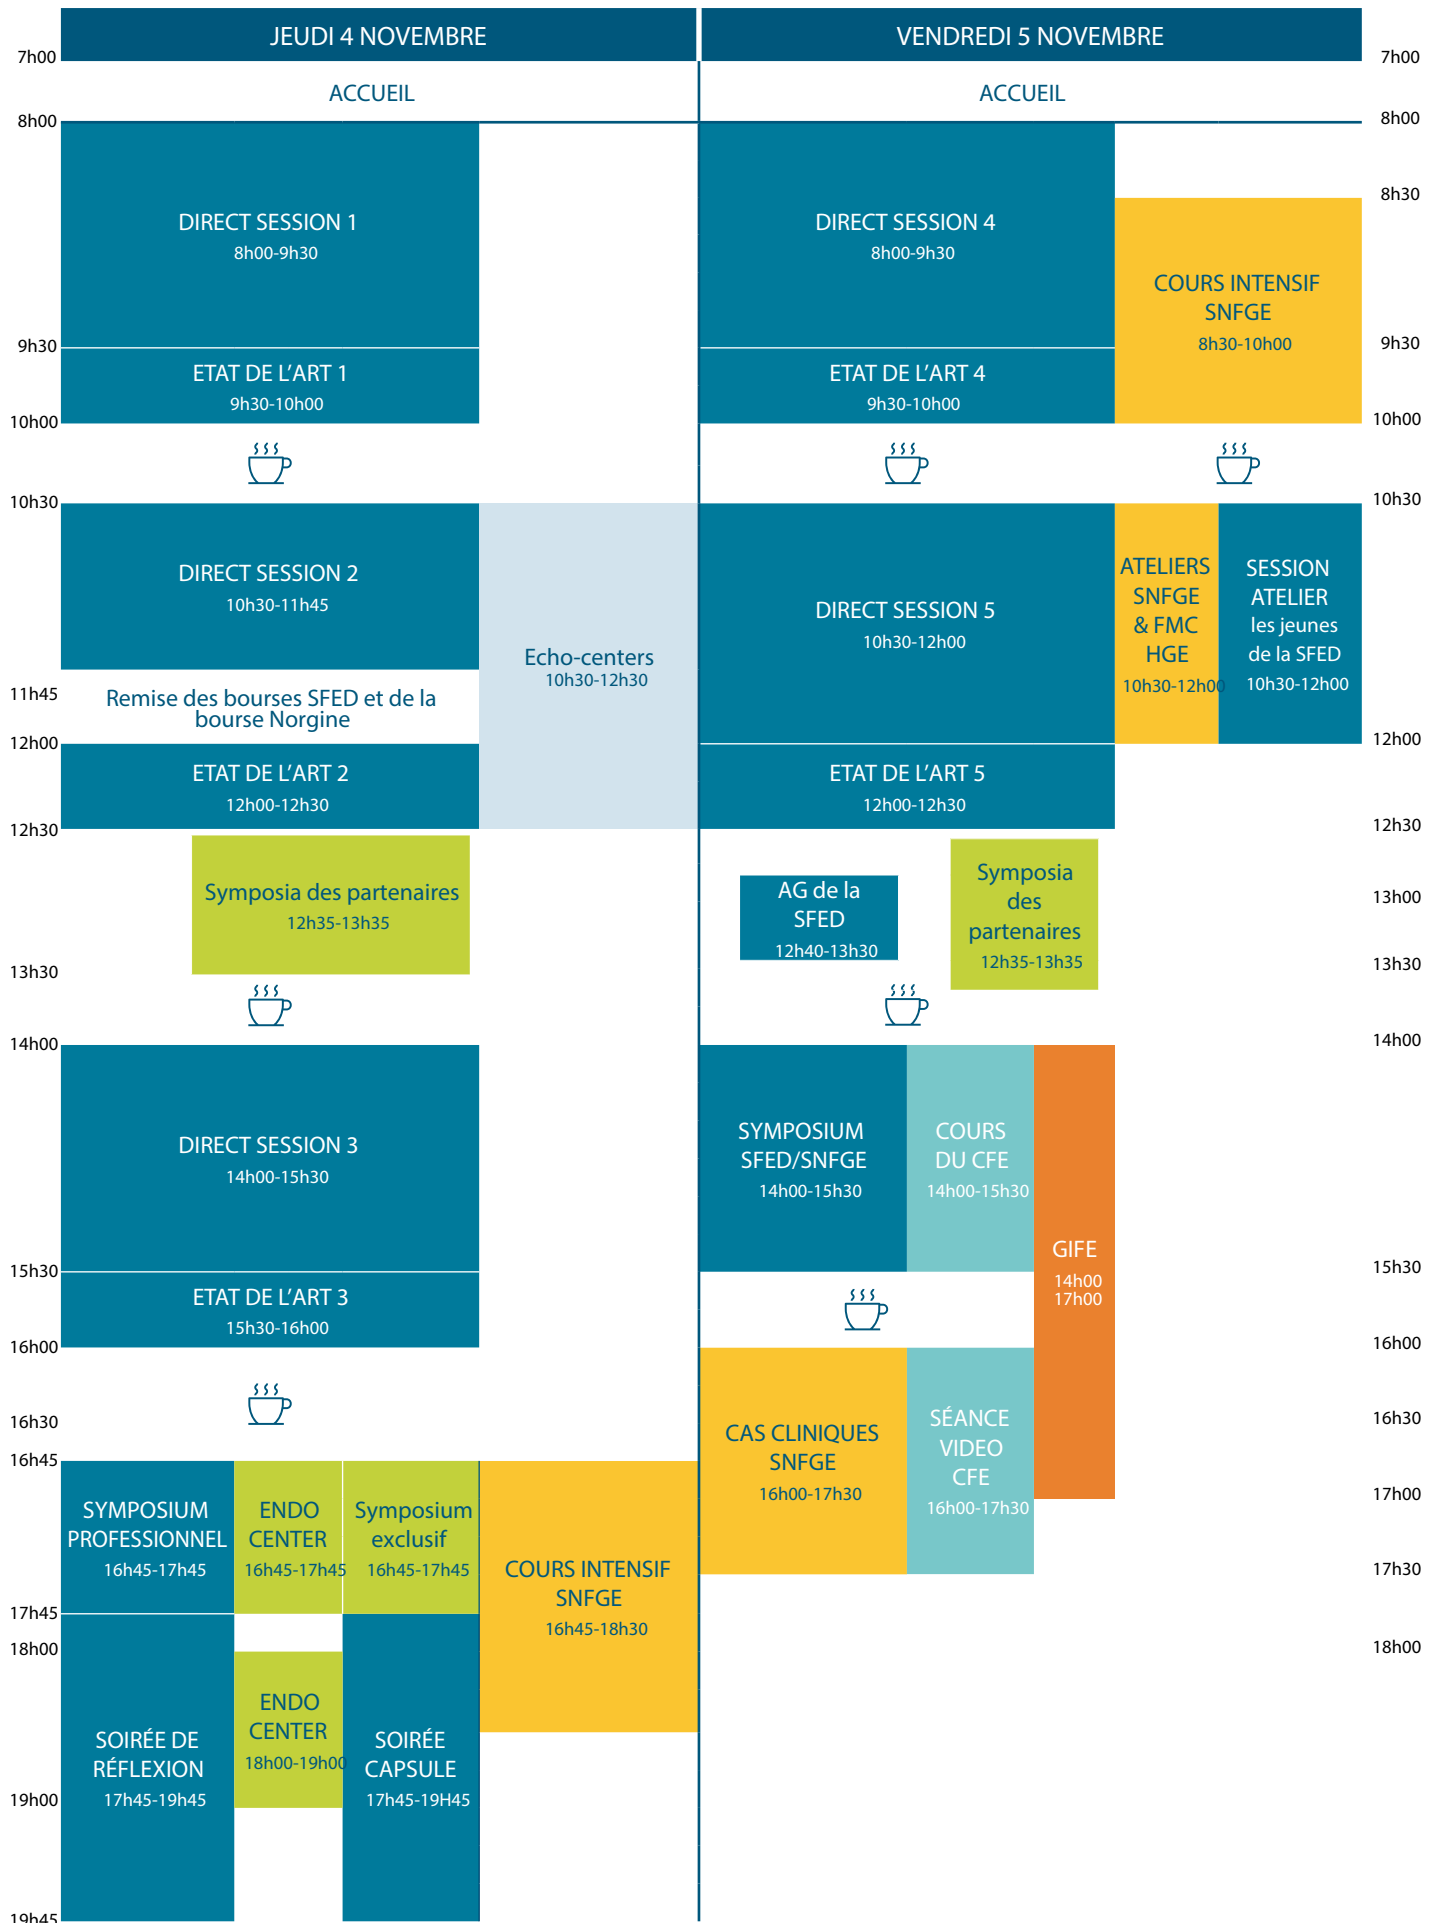 JEUDI 4 NOVEMBRE
VENDREDI 5 NOVEMBRE
7h00
7h00
ACCUEIL
ACCUEIL
8h00
8h00
DIRECT SESSION 1
8h00-9h30
DIRECT SESSION 4
8h00-9h30
8h30
COURS INTENSIF
SNFGE
8h30-10h00
9h30
9h30
ETAT DE L'ART 1
9h30-10h00
ETAT DE L'ART 4
9h30-10h00
10h00
10h00
10h30
10h30
DIRECT SESSION 2
10h30-11h45
Echo-centers
10h30-12h30
DIRECT SESSION 5
10h30-12h00
ATELIERS
SNFGE
& FMC
HGE
10h30-12h00
SESSION
ATELIER
les jeunes
de la SFED
10h30-12h00
11h45
Remise des bourses SFED et de la
bourse Norgine
12h00
12h00
ETAT DE L'ART 2
12h00-12h30
ETAT DE L'ART 5
12h00-12h30
12h30
12h30
Symposia des partenaires
12h35-13h35
AG de la
SFED
12h40-13h30
Symposia
des
partenaires
12h35-13h35
13h00
13h30
13h30
14h00
14h00
DIRECT SESSION 3
14h00-15h30
SYMPOSIUM
SFED/SNFGE
14h00-15h30
COURS
DU CFE
14h00-15h30
GIFE
14h00
17h00
15h30
15h30
ETAT DE L'ART 3
15h30-16h00
16h00
16h00
16h30
16h30
CAS CLINIQUES
SNFGE
16h00-17h30
SÉANCE
VIDEO
CFE
16h00-17h30
16h45
17h00
SYMPOSIUM
PROFESSIONNEL
16h45-17h45
ENDO
CENTER
16h45-17h45
Symposium
exclusif
16h45-17h45
COURS INTENSIF
SNFGE
16h45-18h30
17h30
17h45
18h00
18h00
SOIRÉE DE
RÉFLEXION
17h45-19h45
ENDO
CENTER
18h00-19h00
SOIRÉE
CAPSULE
17h45-19H45
19h00
19h45